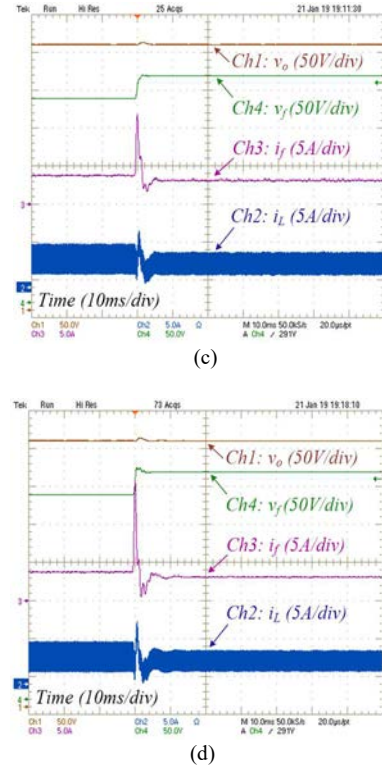 Tek Run Hi Res 25 Acqs 21 Jan 19 19:11:30
Ch1: vo (50V/div)
Ch4: vf (50V/div)
Ch3: if (5A/div)
3
Ch2: iL (5A/div)
2
Time (10ms/div)
4
1
Ch1 50.0V Ch2 5.0A Ω M 10.0ms 50.0kS/s 20.0µs/pt
Ch3 5.0A Ch4 50.0V A Ch4 / 291V
(c)
Tek Run Hi Res 73 Acqs 21 Jan 19 19:18:10
Ch1: vo (50V/div)
Ch4: vf (50V/div)
Ch3: if (5A/div)
3
Ch2: iL (5A/div)
2
Time (10ms/div)
4
1
Ch1 50.0V Ch2 5.0A Ω M 10.0ms 50.0kS/s 20.0µs/pt
Ch3 5.0A Ch4 50.0V A Ch4 / 291V
(d)